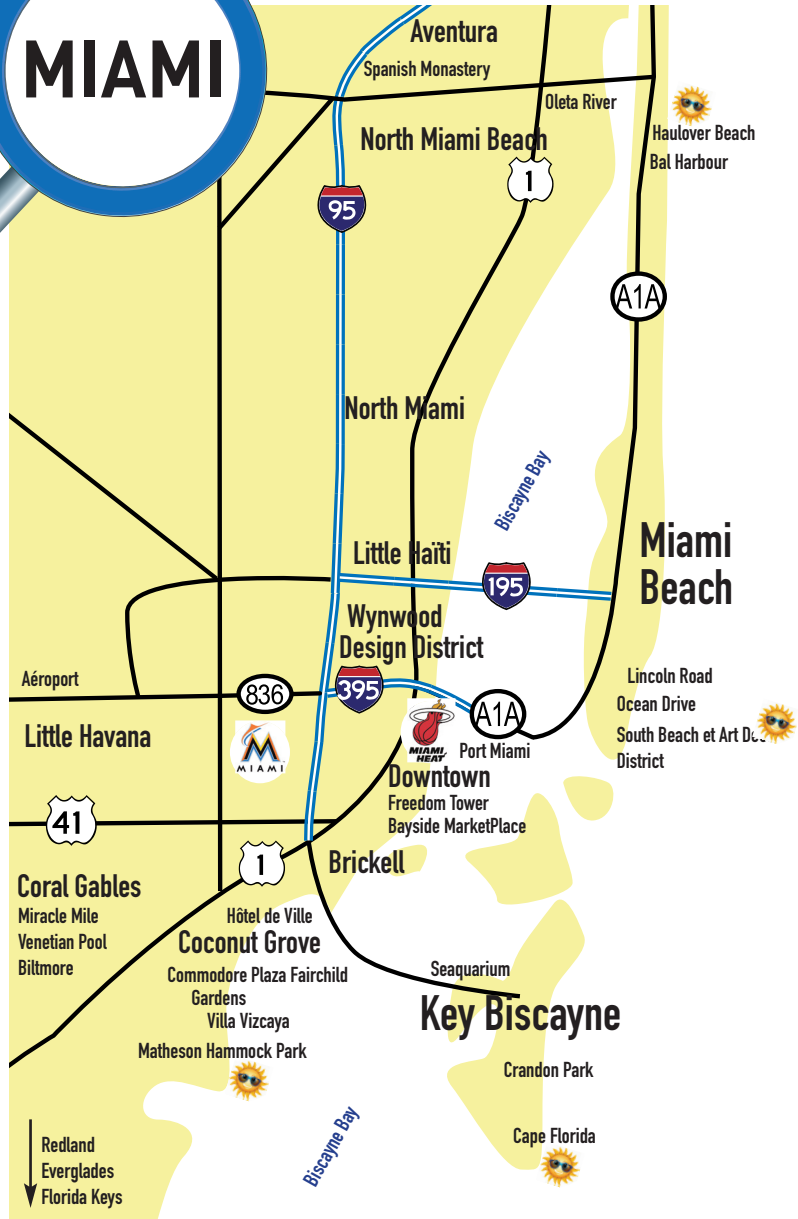 MIAMI
Aventura
Spanish Monastery
Oleta River
Haulover Beach
Bal Harbour
North Miami Beach
1
95
A1A
North Miami
Biscayne Bay
Little Haïti
195
Miami
Beach
Wynwood
Design District
Aéroport
836
395
A1A
Lincoln Road
Ocean Drive
South Beach et Art
District
Little Havana
MIAMI
MIAMI
HEAT
Port Miami
Downtown
Freedom Tower
Bayside MarketPlace
41
1
Brickell
Coral Gables
Miracle Mile
Venetian Pool
Biltmore
Hôtel de Ville
Coconut Grove
Commodore Plaza Fairchild
Gardens
Villa Vizcaya
Matheson Hammock Park
Seaquarium
Key Biscayne
Crandon Park
Cape Florida
Biscayne Bay
Redland
Everglades
Florida Keys